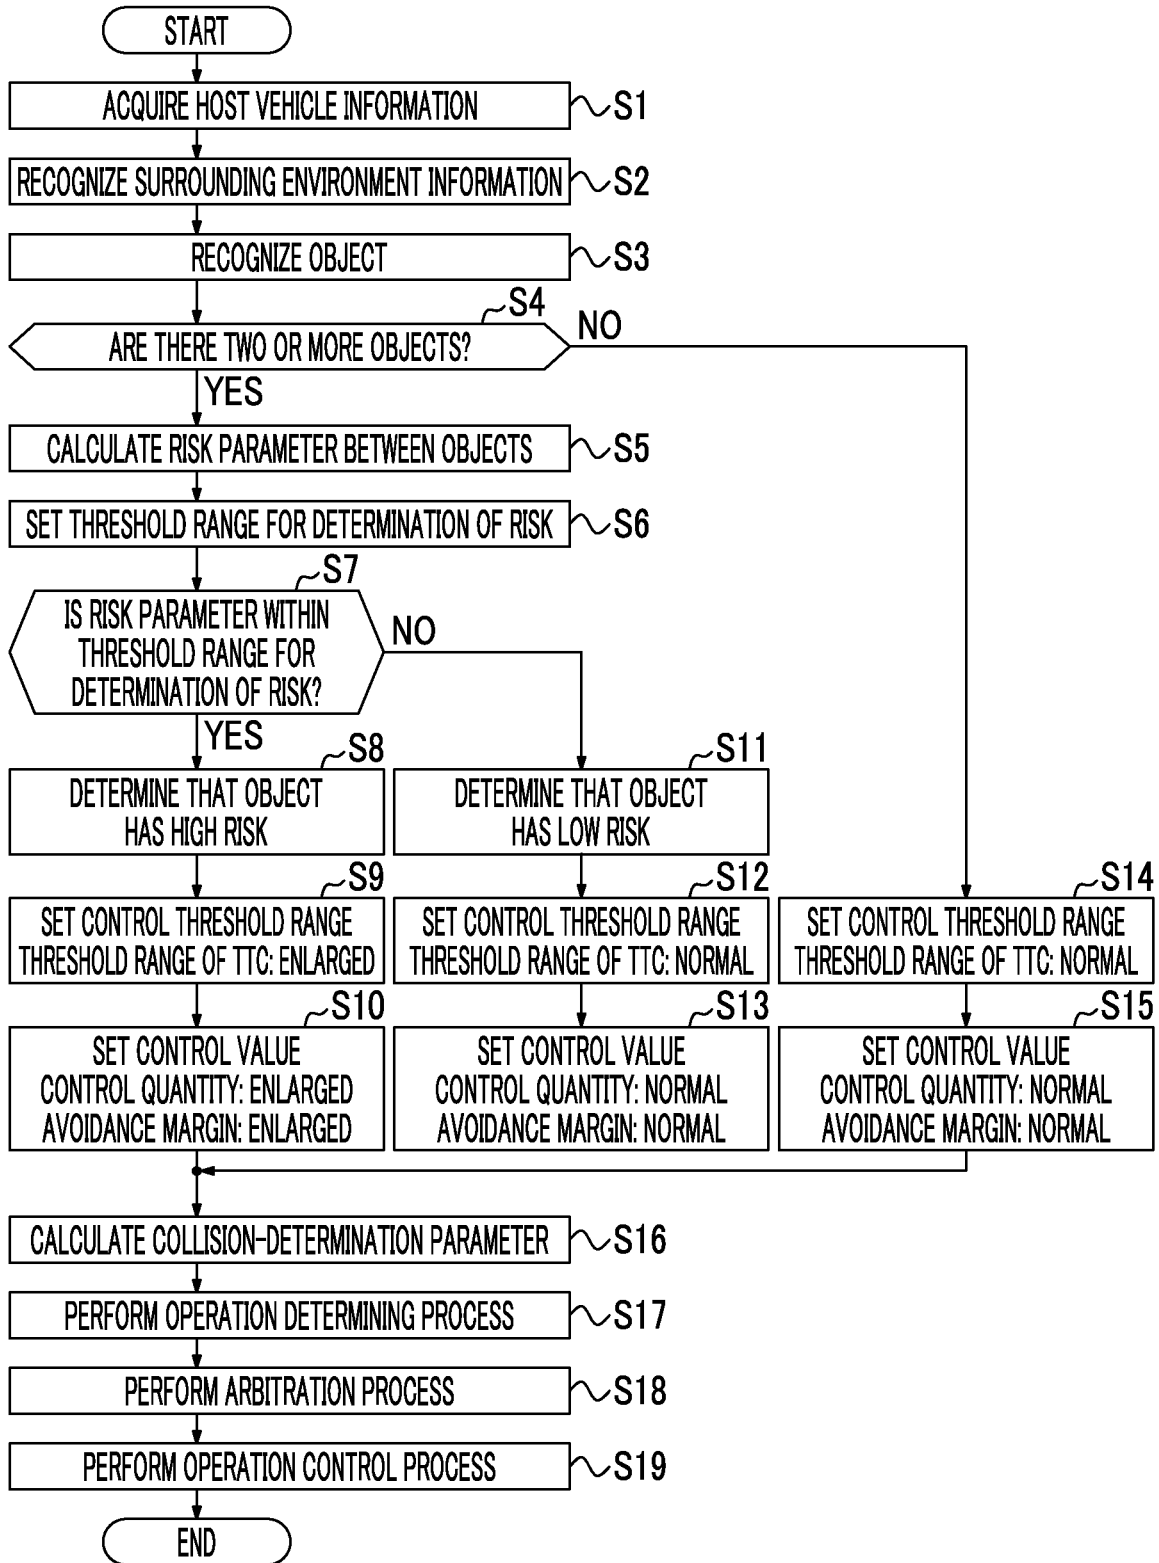 START
ACQUIRE HOST VEHICLE INFORMATION
S1
RECOGNIZE SURROUNDING ENVIRONMENT INFORMATION
S2
RECOGNIZE OBJECT
S3
S4
ARE THERE TWO OR MORE OBJECTS?
NO
YES
CALCULATE RISK PARAMETER BETWEEN OBJECTS
S5
SET THRESHOLD RANGE FOR DETERMINATION OF RISK
S6
S7
IS RISK PARAMETER WITHIN
THRESHOLD RANGE FOR
DETERMINATION OF RISK?
NO
YES
S8
DETERMINE THAT OBJECT
HAS HIGH RISK
S11
DETERMINE THAT OBJECT
HAS LOW RISK
S9
SET CONTROL THRESHOLD RANGE
THRESHOLD RANGE OF TTC: ENLARGED
S12
SET CONTROL THRESHOLD RANGE
THRESHOLD RANGE OF TTC: NORMAL
S14
SET CONTROL THRESHOLD RANGE
THRESHOLD RANGE OF TTC: NORMAL
S10
SET CONTROL VALUE
CONTROL QUANTITY: ENLARGED
AVOIDANCE MARGIN: ENLARGED
S13
SET CONTROL VALUE
CONTROL QUANTITY: NORMAL
AVOIDANCE MARGIN: NORMAL
S15
SET CONTROL VALUE
CONTROL QUANTITY: NORMAL
AVOIDANCE MARGIN: NORMAL
CALCULATE COLLISION-DETERMINATION PARAMETER
S16
PERFORM OPERATION DETERMINING PROCESS
S17
PERFORM ARBITRATION PROCESS
S18
PERFORM OPERATION CONTROL PROCESS
S19
END